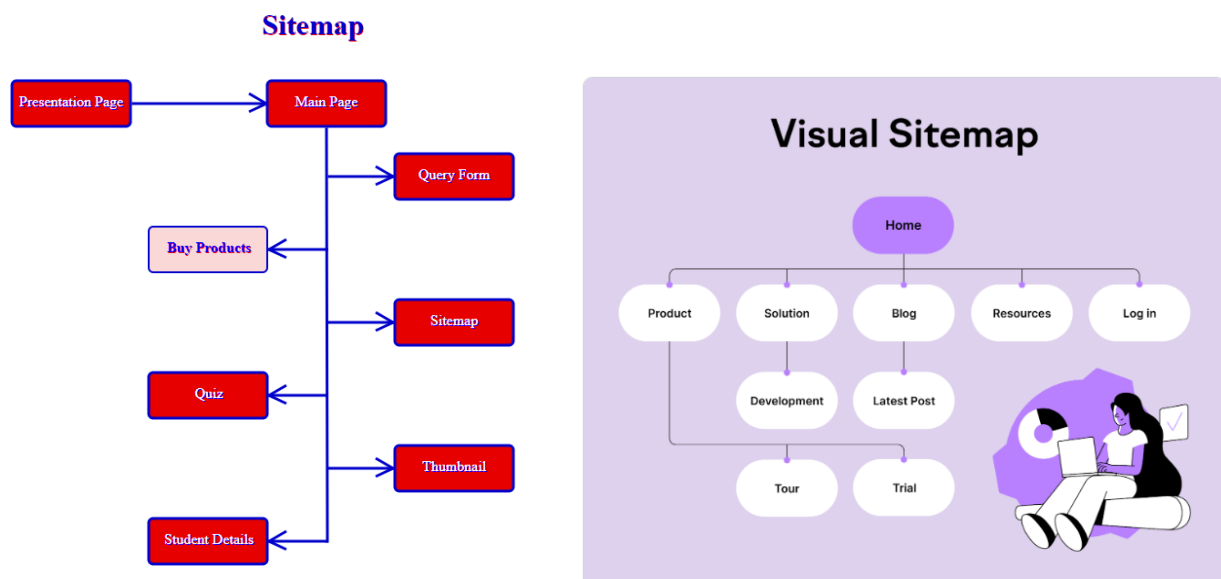 Sitemap
Presentation Page
Main Page
Query Form
Buy Products
Sitemap
Quiz
Thumbnail
Student Details
Visual Sitemap
Home
Product
Solution
Blog
Resources
Log in
Development
Latest Post
Tour
Trial